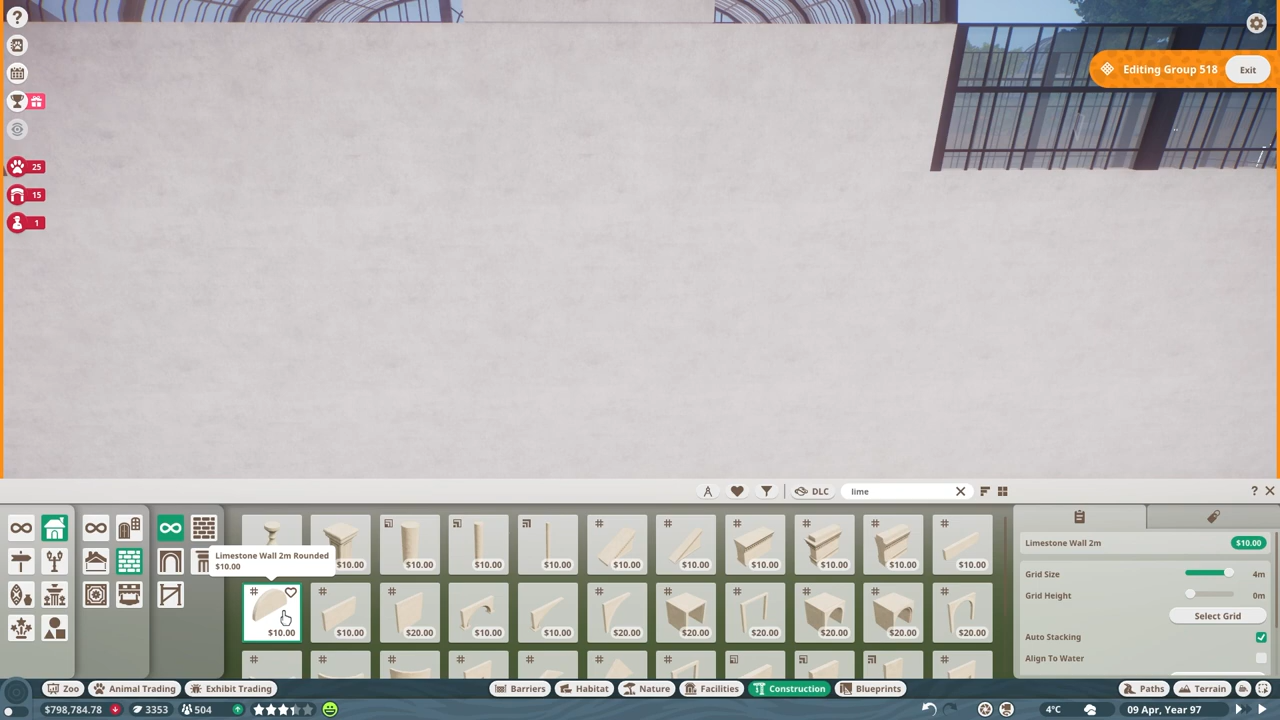 ?
Editing Group 518
Exit
25
15
1
DLC
lime
?
Limestone Wall 2m Rounded
$10.00
$10.00
$10.00
$10.00
$10.00
$10.00
$10.00
$10.00
$10.00
$10.00
$10.00
$10.00
$10.00
$20.00
$10.00
$10.00
$20.00
$20.00
$20.00
$20.00
$20.00
$20.00
Limestone Wall 2m
$10.00
Grid Size
4m
Grid Height
0m
Select Grid
Auto Stacking
Align To Water
Zoo
Animal Trading
Exhibit Trading
Barriers
Habitat
Nature
Facilities
Construction
Blueprints
Paths
Terrain
$798,784.78
3353
504
4°C
09 Apr, Year 97